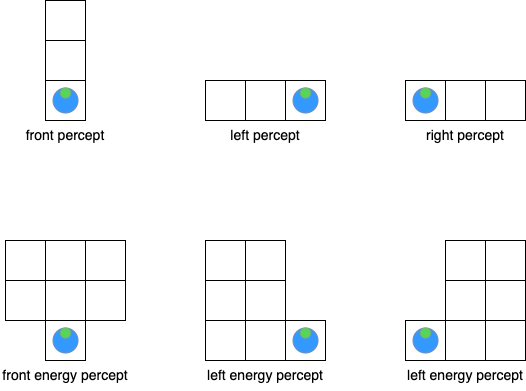 front percept
left percept
right percept
front energy percept
left energy percept
left energy percept